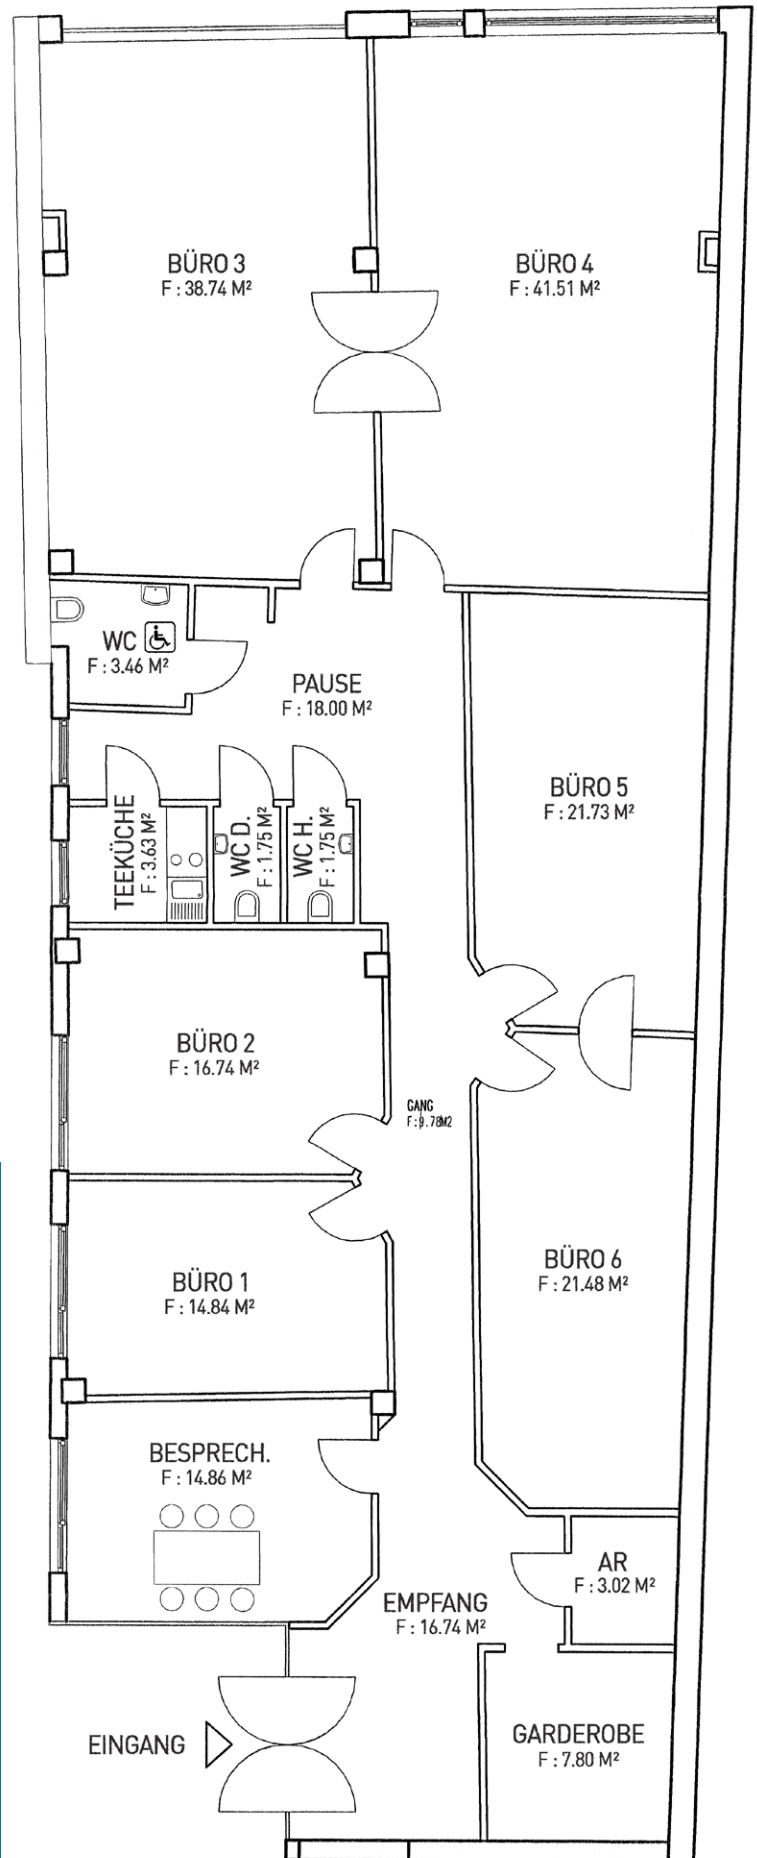 BÜRO 3
F : 38.74 M²
BÜRO 4
F : 41.51 M²
WC
F : 3.46 M²
PAUSE
F : 18.00 M²
BÜRO 5
F : 21.73 M²
TEEKÜCHE
F : 3.63 M²
WC D.
F : 1.75 M²
WC H.
F : 1.75 M²
BÜRO 2
F : 16.74 M²
GANG
F:9.78M2
BÜRO 1
F : 14.84 M²
BÜRO 6
F : 21.48 M²
BESPRECH.
F : 14.86 M²
AR
F : 3.02 M²
EMPFANG
F : 16.74 M²
EINGANG
GARDEROBE
F : 7.80 M²